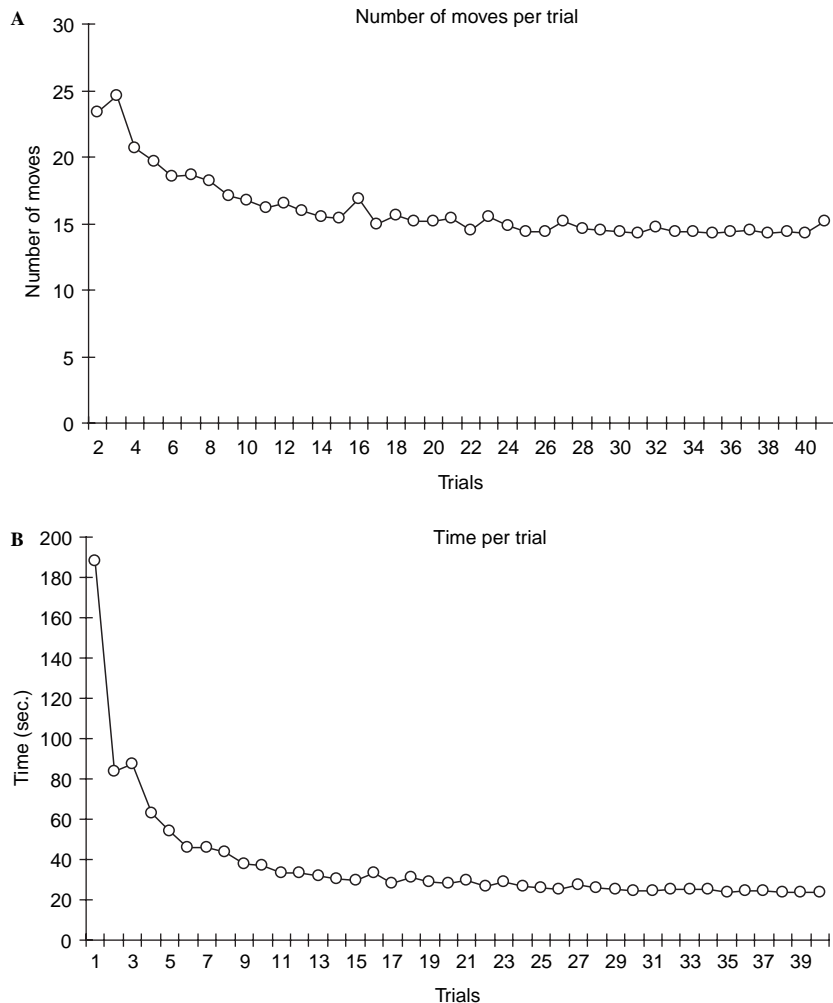 A
Number of moves per trial
30
25
20
15
10
5
0
Number of moves
2 4 6 8 10 12 14 16 18 20 22 24 26 28 30 32 34 36 38 40
Trials
B
Time per trial
200
180
160
140
120
100
80
60
40
20
0
Time (sec.)
1 3 5 7 9 11 13 15 17 19 21 23 25 27 29 31 33 35 37 39
Trials